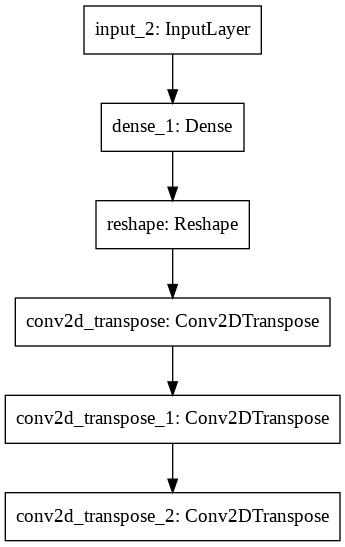 input_2: InputLayer
dense_1: Dense
reshape: Reshape
conv2d_transpose: Conv2DTranspose
conv2d_transpose_1: Conv2DTranspose
conv2d_transpose_2: Conv2DTranspose